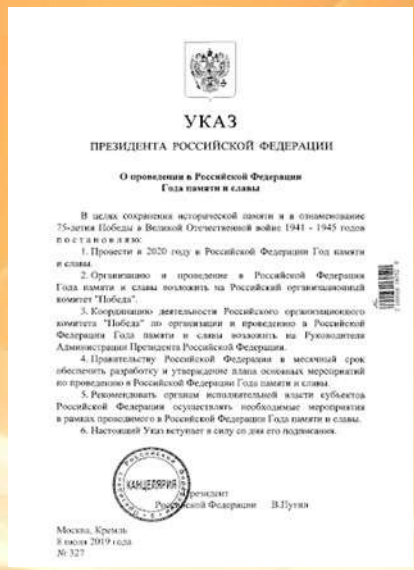 УКАЗ
ПРЕЗИДЕНТА РОССИЙСКОЙ ФЕДЕРАЦИИ
О проведении в Российской Федерации
Года памяти и славы
В целях сохранения исторической памяти и в ознаменование
75-летия Победы в Великой Отечественной войне 1941 - 1945 годов
постановляю:
1. Провести в 2020 году в Российской Федерации Год памяти
и славы.
2. Организацию и проведение в Российской Федерации
Года памяти и славы возложить на Российский организационный
комитет "Победа".
3. Координацию деятельности Российского организационного
комитета "Победа" по организации и проведению в Российской
Федерации Года памяти и славы возложить на Руководителя
Администрации Президента Российской Федерации.
4. Правительству Российской Федерации в месячный срок
обеспечить разработку и утверждение плана основных мероприятий
по проведению в Российской Федерации Года памяти и славы.
5. Рекомендовать органам исполнительной власти субъектов
Российской Федерации осуществлять необходимые мероприятия
в рамках проводимого в Российской Федерации Года памяти и славы.
6. Настоящий Указ вступает в силу со дня его подписания.
КАНЦЕЛЯРИЯ
Президент
Российской Федерации В.Путин
Москва, Кремль
8 июля 2019 года
№ 327